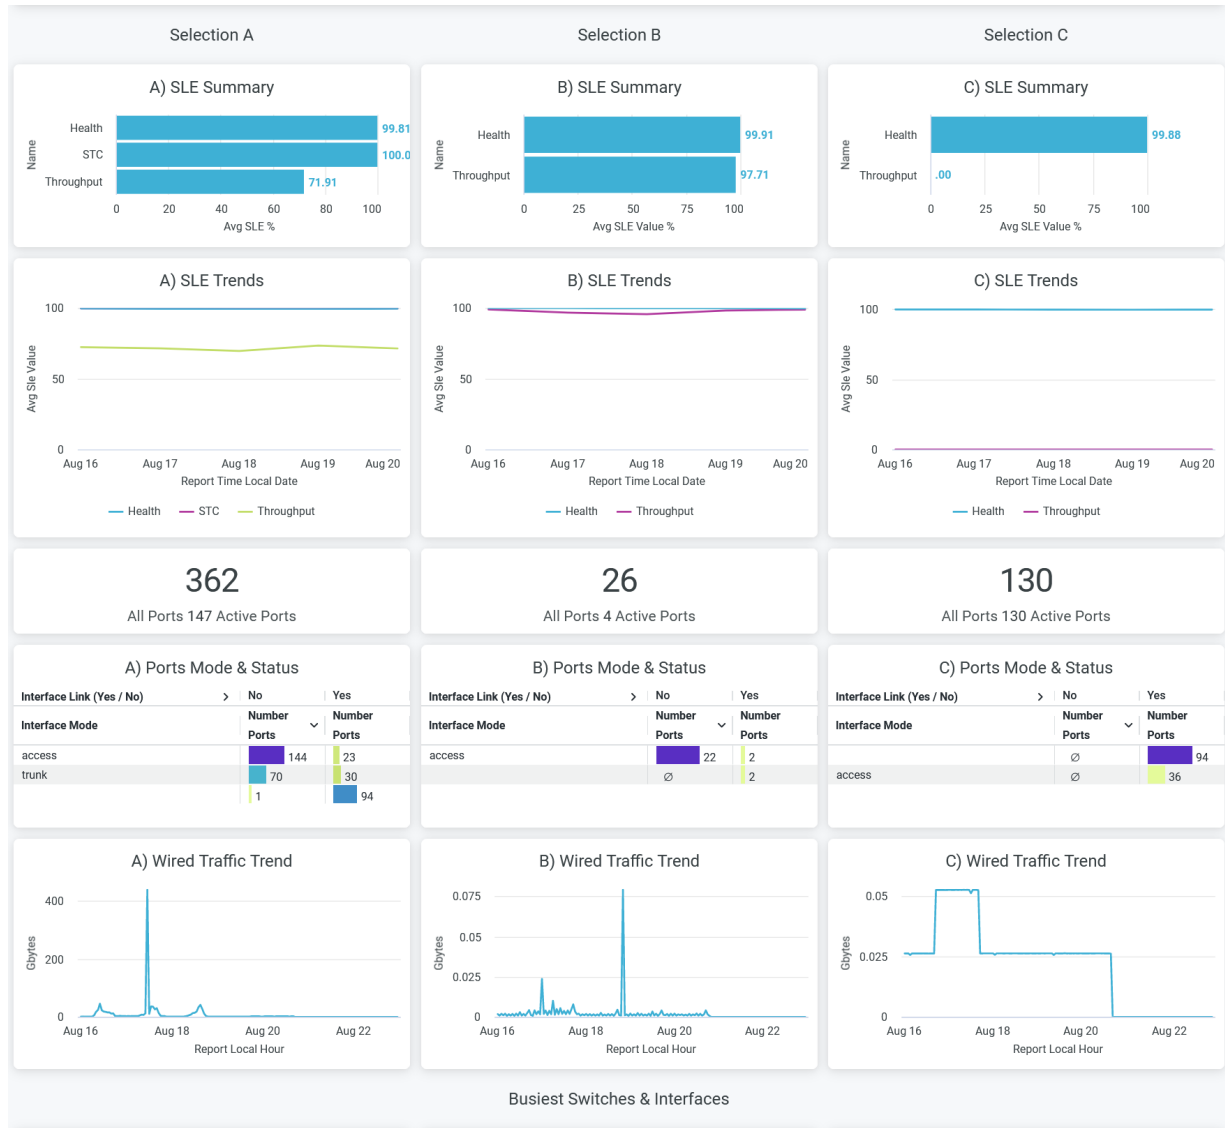 Selection A
Selection B
Selection C
A) SLE Summary
Name
Health
99.81
STC
100.0
Throughput
71.91
0 20 40 60 80 100
Avg SLE %
B) SLE Summary
Name
Health
99.91
Throughput
97.71
0 25 50 75 100
Avg SLE Value %
C) SLE Summary
Name
Health
99.88
Throughput
.00
0 25 50 75 100
Avg SLE Value %
A) SLE Trends
Avg Sle Value
100
50
0
Aug 16 Aug 17 Aug 18 Aug 19 Aug 20
Report Time Local Date
Health STC Throughput
B) SLE Trends
Avg Sle Value
100
50
0
Aug 16 Aug 17 Aug 18 Aug 19 Aug 20
Report Time Local Date
Health Throughput
C) SLE Trends
Avg Sle Value
100
50
0
Aug 16 Aug 17 Aug 18 Aug 19 Aug 20
Report Time Local Date
Health Throughput
362
All Ports 147 Active Ports
26
All Ports 4 Active Ports
130
All Ports 130 Active Ports
A) Ports Mode & Status
Interface Link (Yes / No) No Yes
Interface Mode Number Ports Number Ports
access 144 23
trunk 70 30
1 94
B) Ports Mode & Status
Interface Link (Yes / No) No Yes
Interface Mode Number Ports Number Ports
access 22 2
∅ 2
C) Ports Mode & Status
Interface Link (Yes / No) No Yes
Interface Mode Number Ports Number Ports
∅ 94
access ∅ 36
A) Wired Traffic Trend
Gbytes
400
200
0
Aug 16 Aug 18 Aug 20 Aug 22
Report Local Hour
B) Wired Traffic Trend
Gbytes
0.075
0.05
0.025
0
Aug 16 Aug 18 Aug 20 Aug 22
Report Local Hour
C) Wired Traffic Trend
Gbytes
0.05
0.025
0
Aug 16 Aug 18 Aug 20 Aug 22
Report Local Hour
Busiest Switches & Interfaces